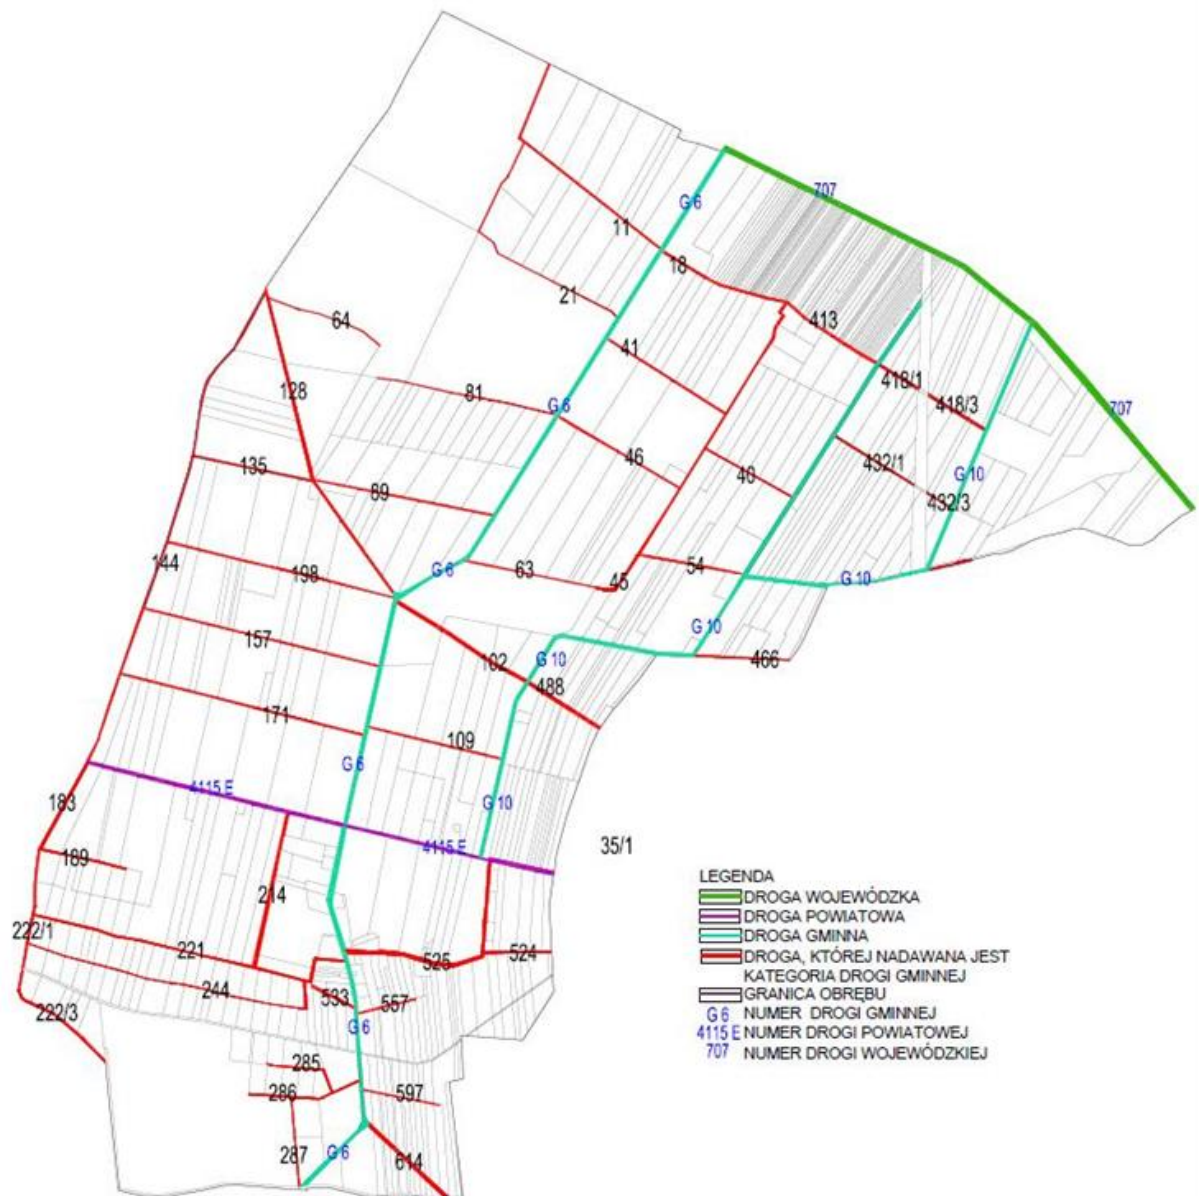 707
G 6
11
18
21
413
64
41
418/1
128
81
G 6
418/3
707
135
89
46
40
432/1
G 10
432/3
144
198
G 6
63
45
54
G 10
157
G 10
102
G 10
466
488
171
109
G 6
4115 E
183
G 10
4115 E
35/1
189
214
222/1
221
525
524
244
533
557
222/3
G 6
285
286
597
287
G 6
614
LEGENDA
DROGA WOJEWÓDZKA
DROGA POWIATOWA
DROGA GMINNA
DROGA, KTÓREJ NADAWANA JEST
KATEGORIA DROGI GMINNEJ
GRANICA OBRĘBU
G 6 NUMER DROGI GMINNEJ
4115 E NUMER DROGI POWIATOWEJ
707 NUMER DROGI WOJEWÓDZKIEJ